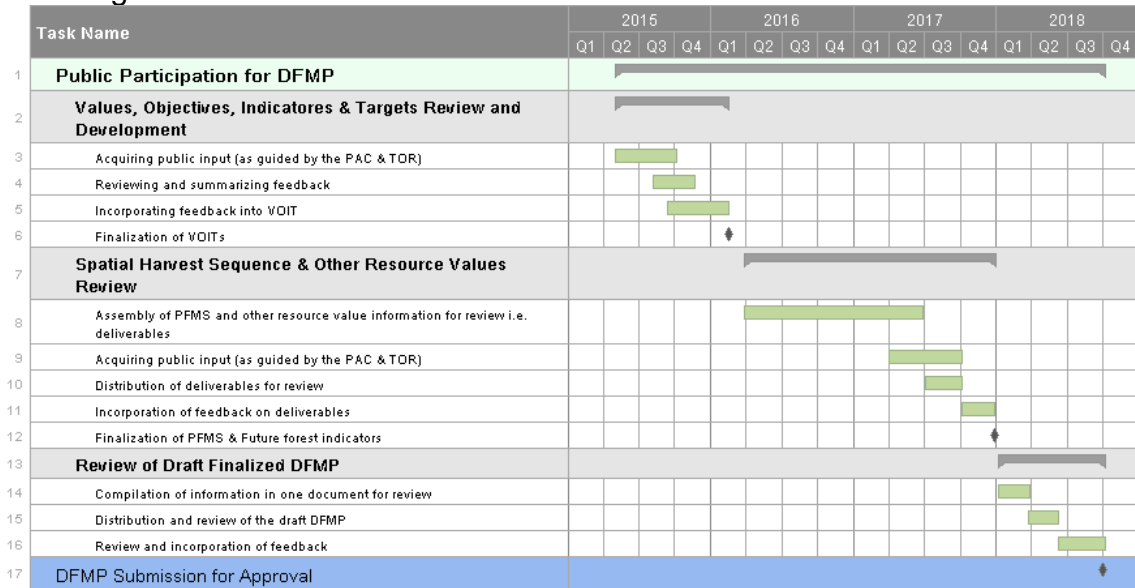 Task Name
2015 2016 2017 2018
Q1 Q2 Q3 Q4 Q1 Q2 Q3 Q4 Q1 Q2 Q3 Q4 Q1 Q2 Q3 Q4
1 Public Participation for DFMP
2 Values, Objectives, Indicatores & Targets Review and
Development
3 Acquiring public input (as guided by the PAC & TOR)
4 Reviewing and summarizing feedback
5 Incorporating feedback into VOIT
6 Finalization of VOITs
7 Spatial Harvest Sequence & Other Resource Values
Review
8 Assembly of PFMS and other resource value information for review i.e.
deliverables
9 Acquiring public input (as guided by the PAC & TOR)
10 Distribution of deliverables for review
11 Incorporation of feedback on deliverables
12 Finalization of PFMS & Future forest indicators
13 Review of Draft Finalized DFMP
14 Compilation of information in one document for review
15 Distribution and review of the draft DFMP
16 Review and incorporation of feedback
17 DFMP Submission for Approval